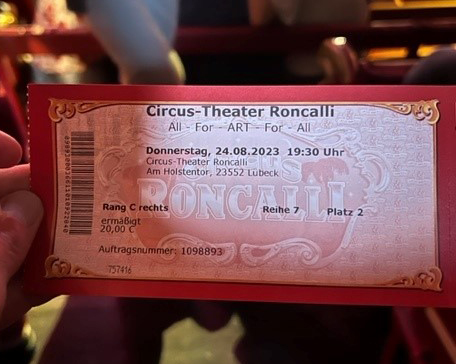 Circus-Theater Roncalli
All - For - ART - For - All
Donnerstag, 24.08.2023 19:30 Uhr
Circus-Theater Roncalli
Am Holstentor, 23552 Lübeck
RONCALLI
Rang C rechts Reihe 7 Platz 2
ermäßigt
20,00 €
Auftragsnummer: 1098893
757416